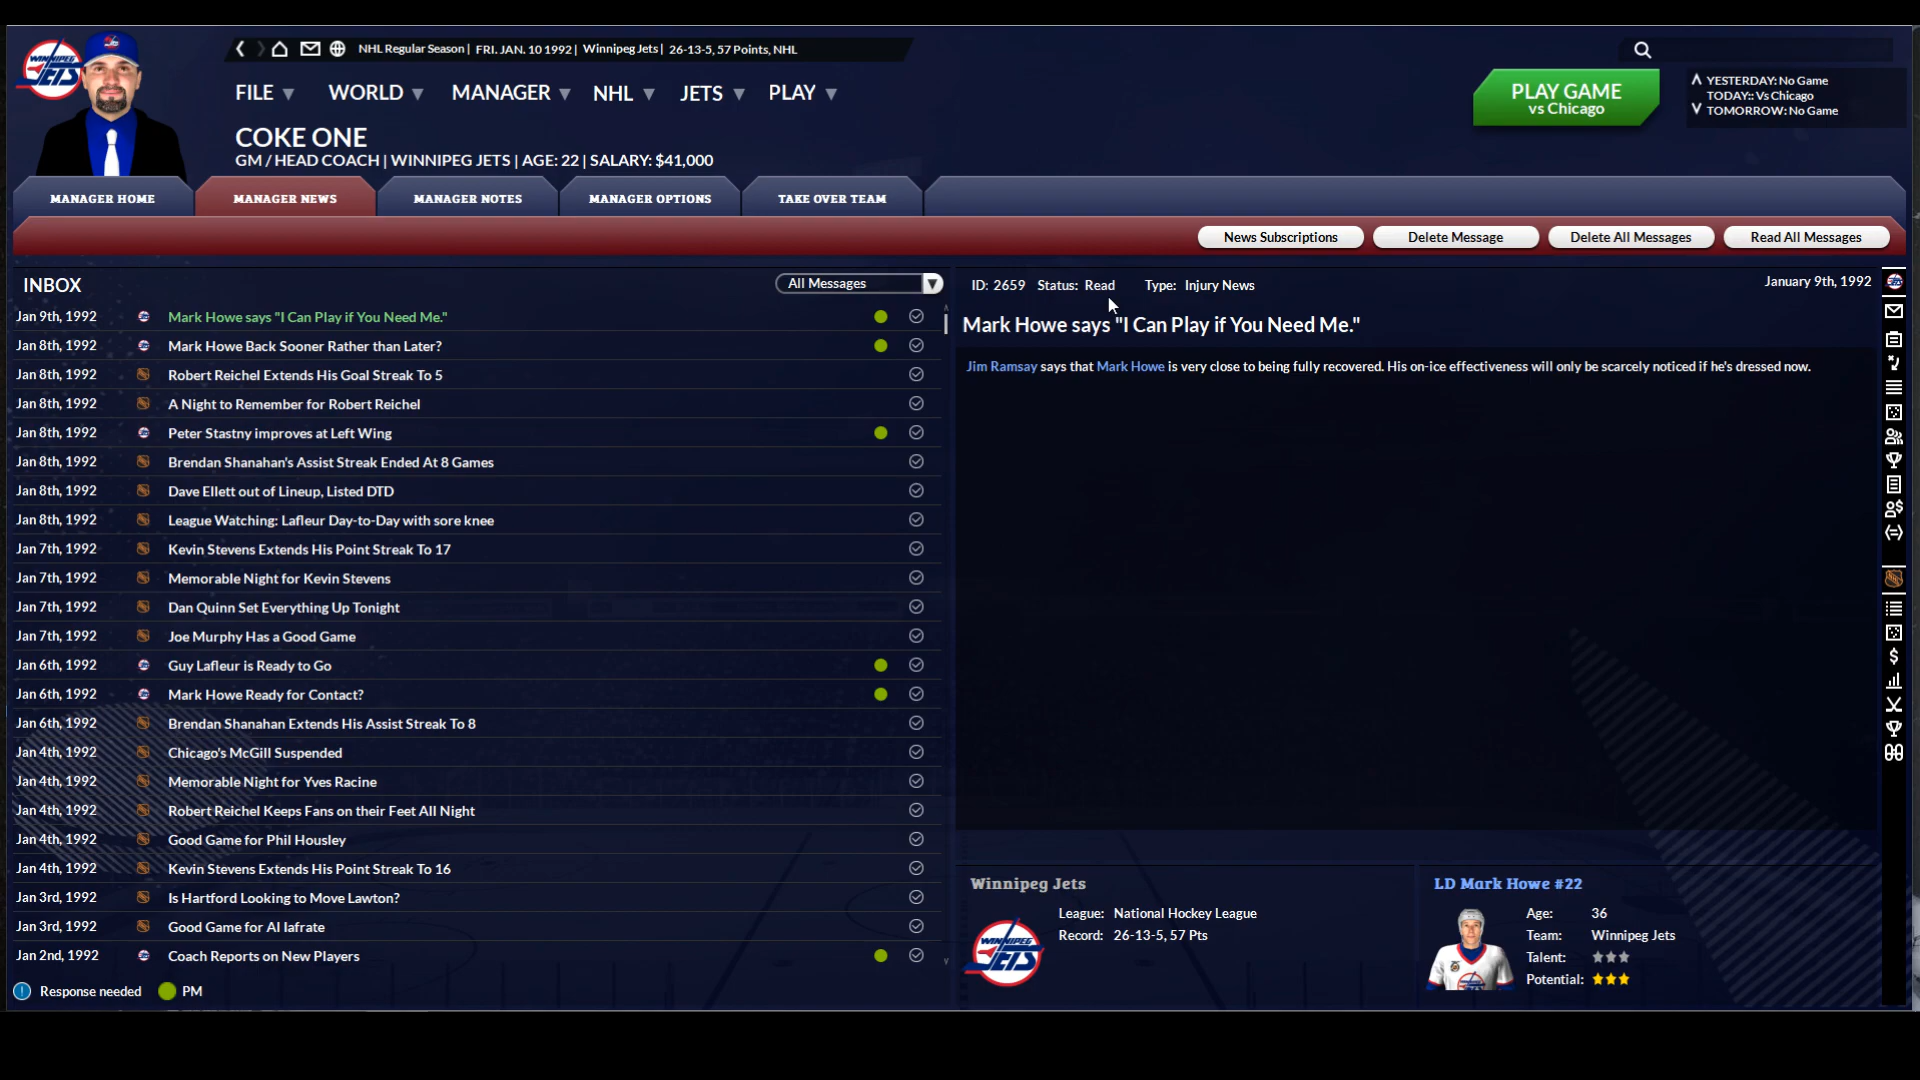 NHL Regular Season | FRI. JAN. 10 1992 | Winnipeg Jets | 26-13-5, 57 Points, NHL
FILE WORLD MANAGER NHL JETS PLAY
PLAY GAME
vs Chicago
YESTERDAY: No Game
TODAY:: Vs Chicago
TOMORROW: No Game
COKE ONE
GM / HEAD COACH | WINNIPEG JETS | AGE: 22 | SALARY: $41,000
MANAGER HOME MANAGER NEWS MANAGER NOTES MANAGER OPTIONS TAKE OVER TEAM
News Subscriptions Delete Message Delete All Messages Read All Messages
INBOX All Messages
Jan 9th, 1992 Mark Howe says "I Can Play if You Need Me."
Jan 8th, 1992 Mark Howe Back Sooner Rather than Later?
Jan 8th, 1992 Robert Reichel Extends His Goal Streak To 5
Jan 8th, 1992 A Night to Remember for Robert Reichel
Jan 8th, 1992 Peter Stastny improves at Left Wing
Jan 8th, 1992 Brendan Shanahan's Assist Streak Ended At 8 Games
Jan 8th, 1992 Dave Ellett out of Lineup, Listed DTD
Jan 8th, 1992 League Watching: Lafleur Day-to-Day with sore knee
Jan 7th, 1992 Kevin Stevens Extends His Point Streak To 17
Jan 7th, 1992 Memorable Night for Kevin Stevens
Jan 7th, 1992 Dan Quinn Set Everything Up Tonight
Jan 7th, 1992 Joe Murphy Has a Good Game
Jan 6th, 1992 Guy Lafleur is Ready to Go
Jan 6th, 1992 Mark Howe Ready for Contact?
Jan 6th, 1992 Brendan Shanahan Extends His Assist Streak To 8
Jan 4th, 1992 Chicago's McGill Suspended
Jan 4th, 1992 Memorable Night for Yves Racine
Jan 4th, 1992 Robert Reichel Keeps Fans on their Feet All Night
Jan 4th, 1992 Good Game for Phil Housley
Jan 4th, 1992 Kevin Stevens Extends His Point Streak To 16
Jan 3rd, 1992 Is Hartford Looking to Move Lawton?
Jan 3rd, 1992 Good Game for Al Iafrate
Jan 2nd, 1992 Coach Reports on New Players
Response needed PM
ID: 2659 Status: Read Type: Injury News January 9th, 1992
Mark Howe says "I Can Play if You Need Me."
Jim Ramsay says that Mark Howe is very close to being fully recovered. His on-ice effectiveness will only be scarcely noticed if he's dressed now.
Winnipeg Jets
League: National Hockey League
Record: 26-13-5, 57 Pts
WINNIPEG
JETS
LD Mark Howe #22
Age: 36
Team: Winnipeg Jets
Talent:
Potential: